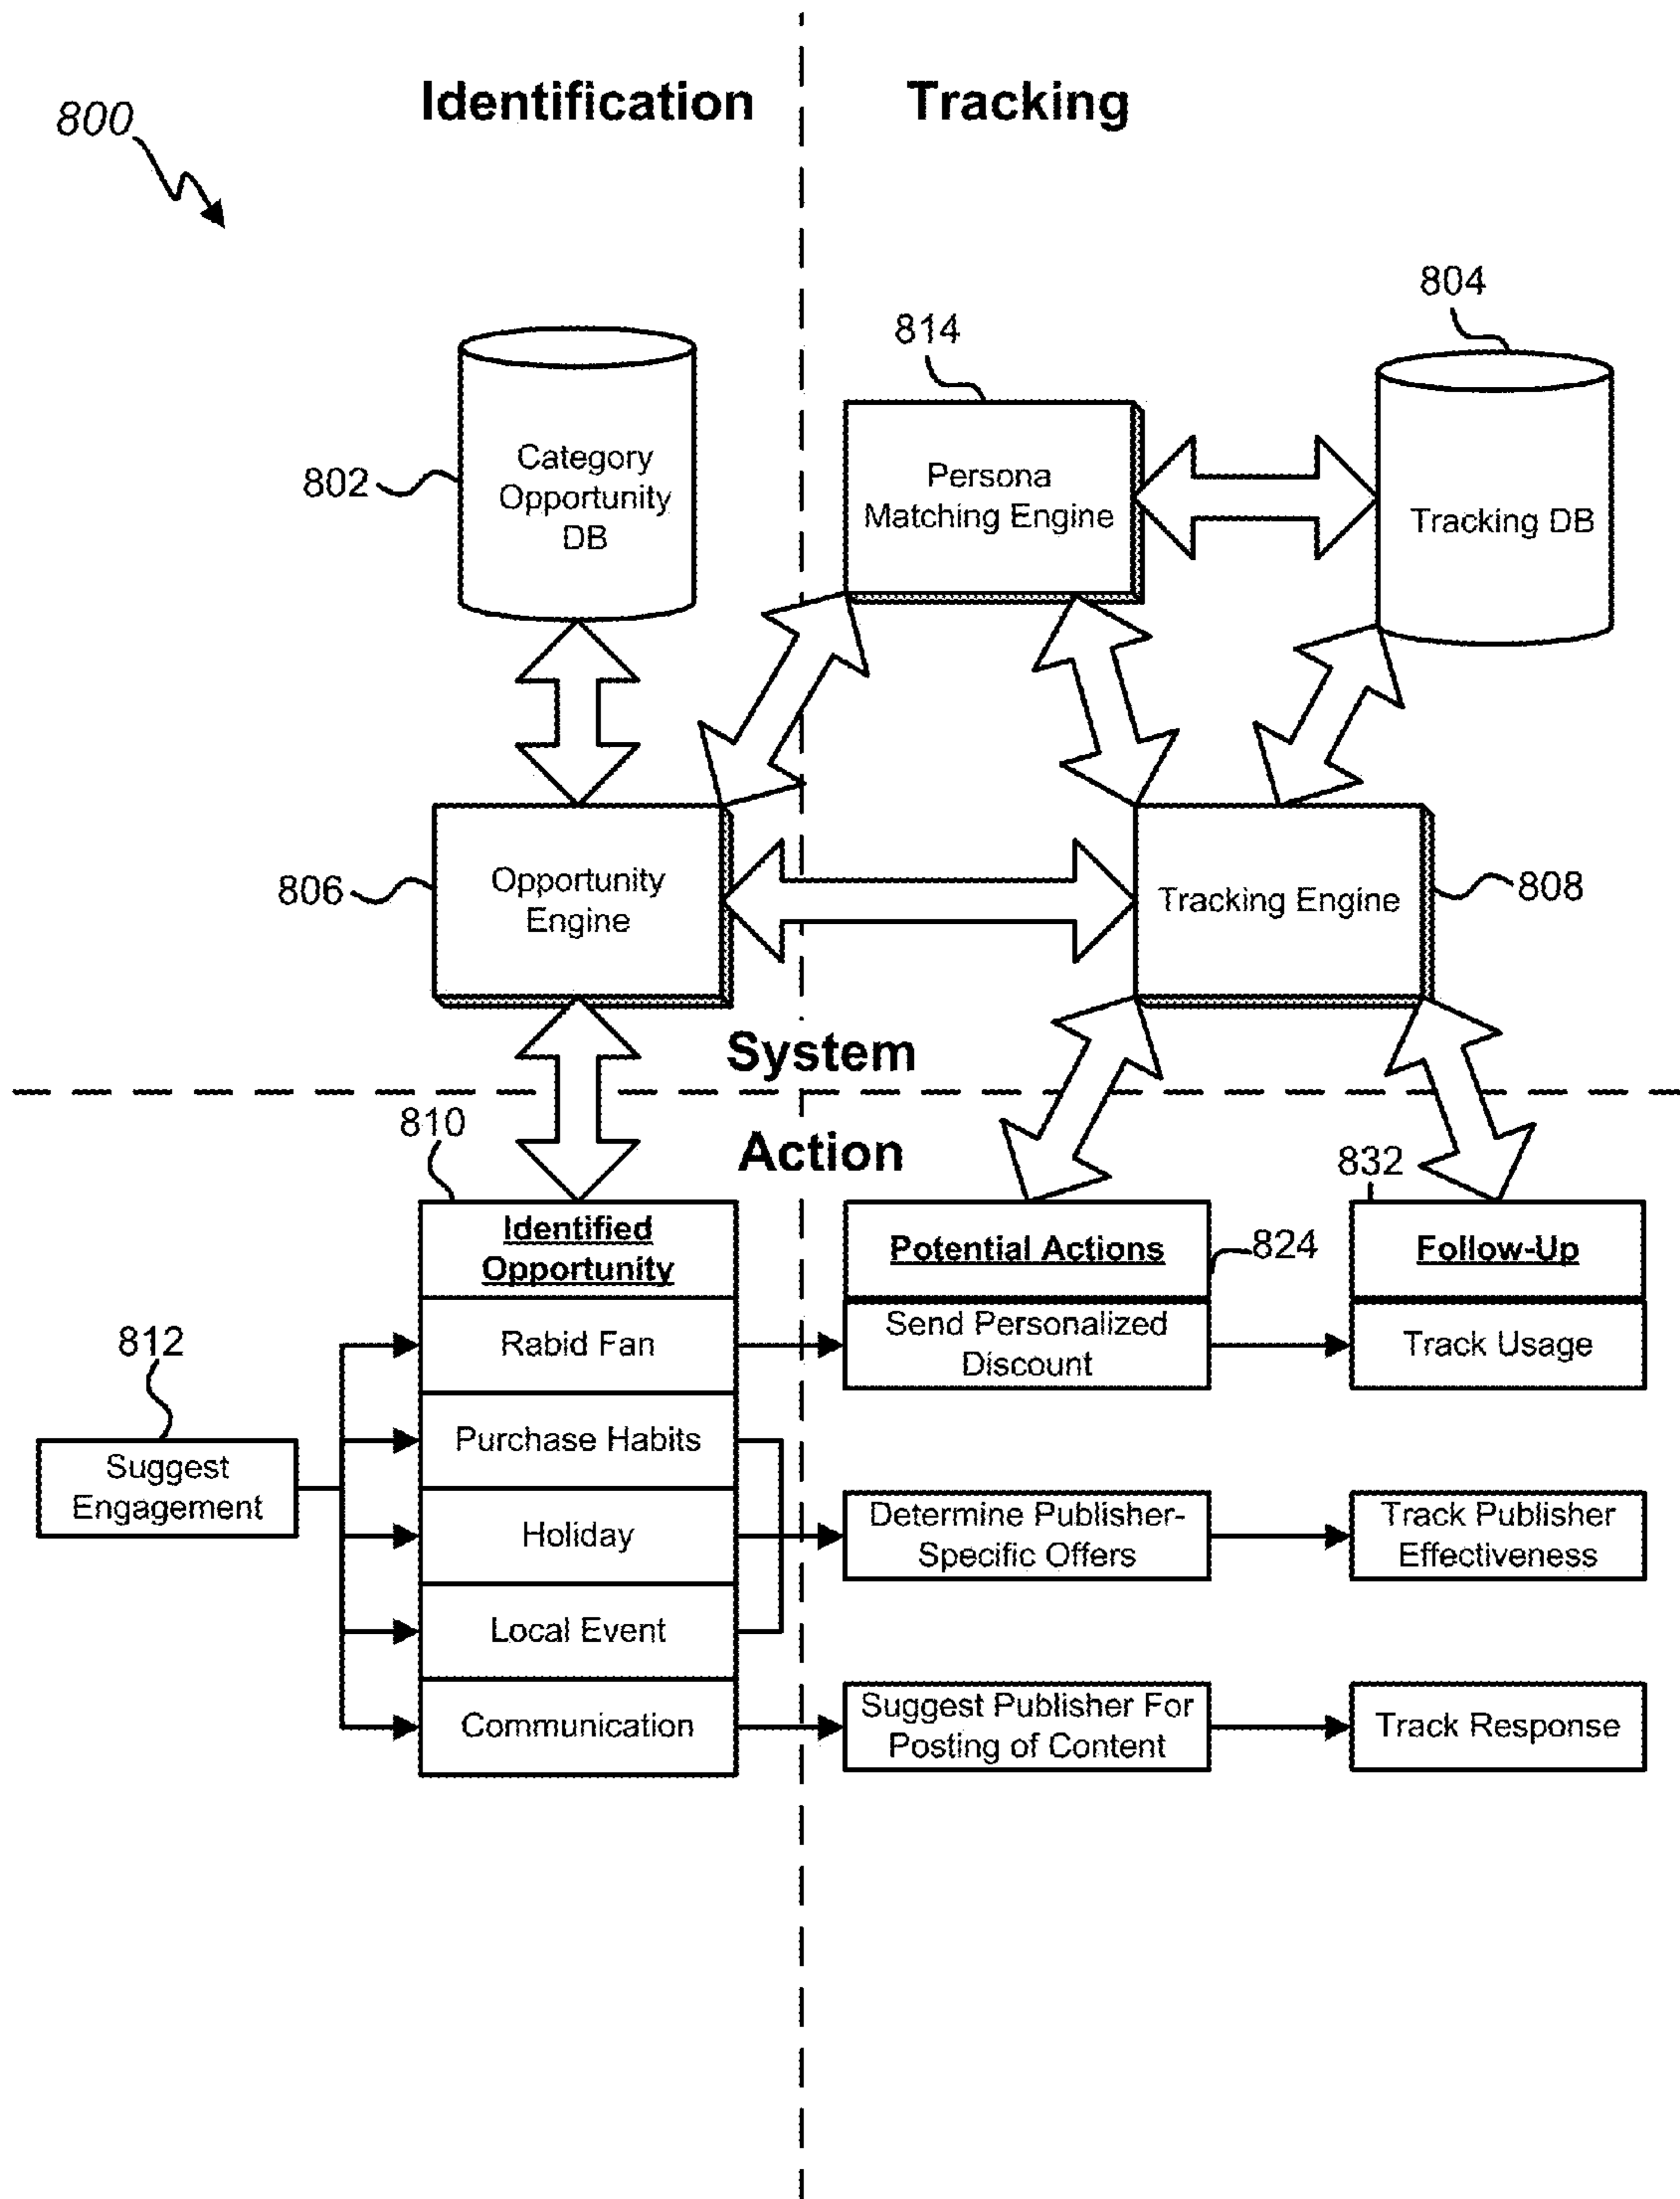 Identification
Tracking
800
804
814
802
Category
Opportunity
DB
Persona
Matching Engine
Tracking DB
806
Opportunity
Engine
Tracking Engine
808
System
810
Action
832
Identified
Opportunity
Potential Actions
824
Follow-Up
812
Rabid Fan
Send Personalized
Discount
Track Usage
Suggest
Engagement
Purchase Habits
Holiday
Determine Publisher-
Specific Offers
Track Publisher
Effectiveness
Local Event
Communication
Suggest Publisher For
Posting of Content
Track Response